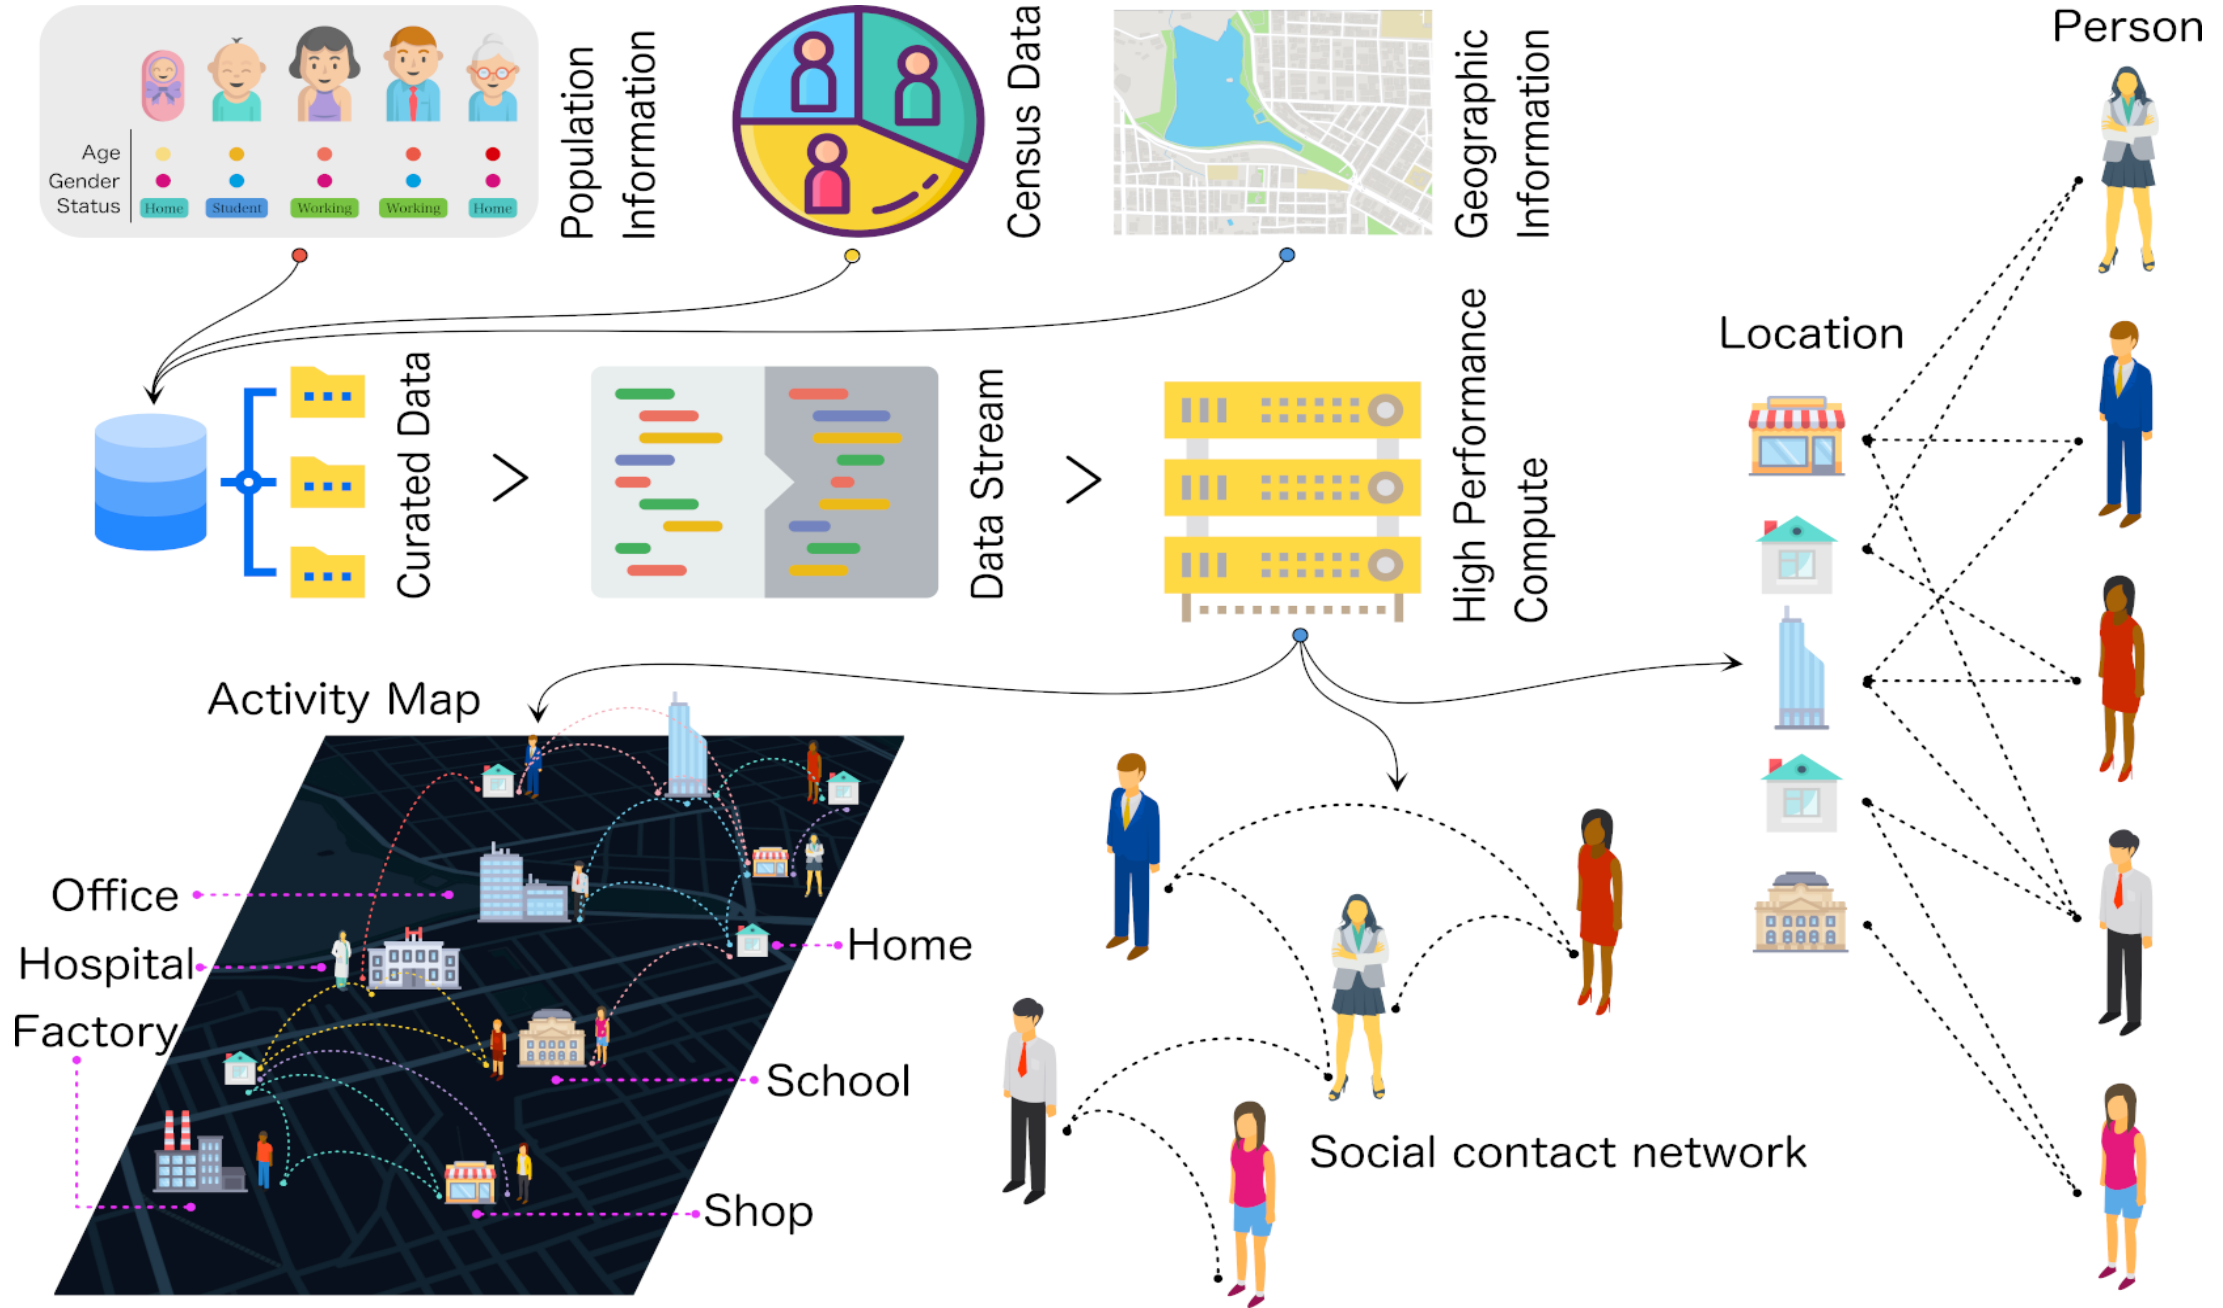 Age
Gender
Status
Home
Student
Working
Working
Home
Population
Information
Census Data
Geographic
Information
Person
Location
Curated Data
Data Stream
High Performance
Compute
Activity Map
Office
Hospital
Factory
Home
School
Shop
H
Social contact network